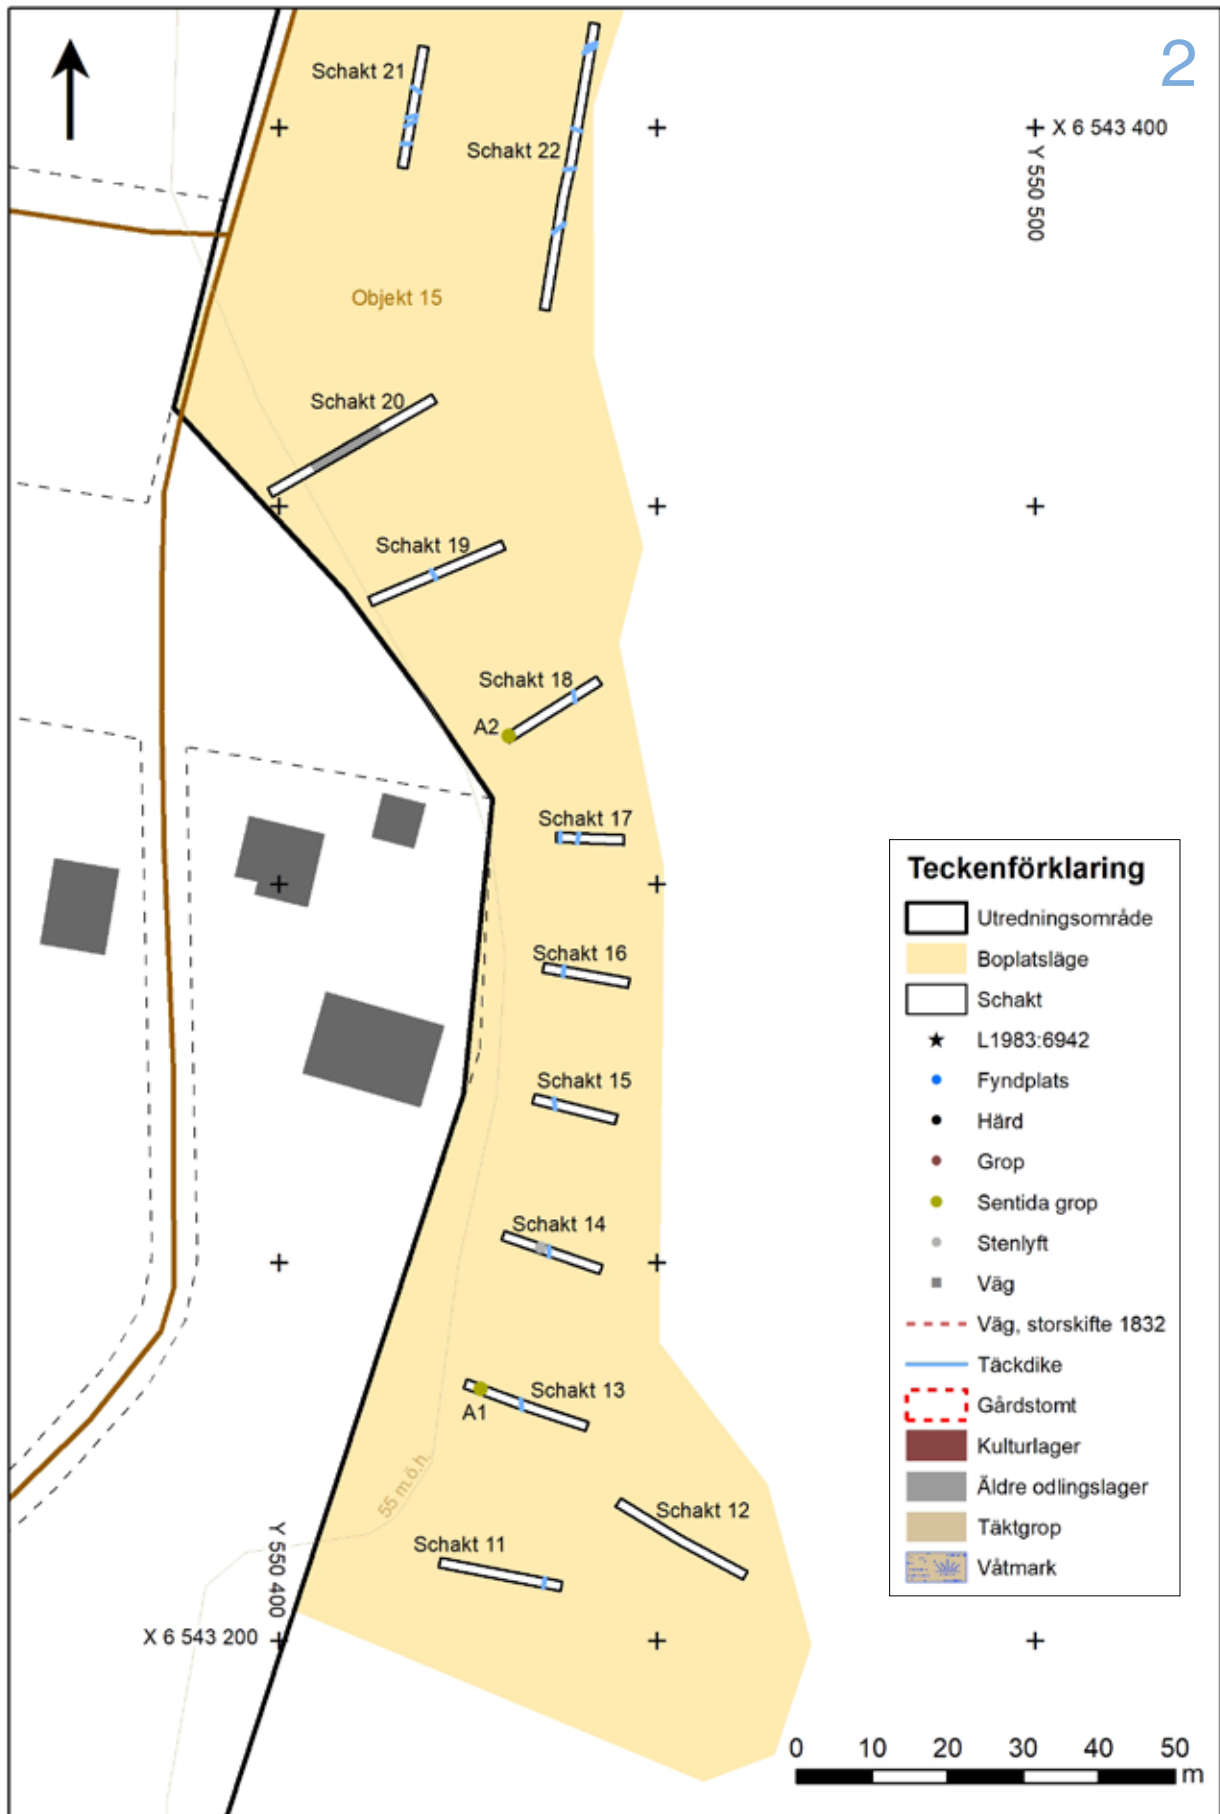 2
Schakt 21
Schakt 22
X 6 543 400
Y 550 500
Objekt 15
Schakt 20
Schakt 19
Schakt 18
A2
Schakt 17
Schakt 16
Schakt 15
Schakt 14
Schakt 13
A1
55 m.ö.h.
Schakt 12
Schakt 11
Y 550 400
X 6 543 200
Teckenförklaring
Utredningsområde
Boplatsläge
Schakt
L1983:6942
Fyndplats
Härd
Grop
Sentida grop
Stenlyft
Väg
Väg, storskifte 1832
Täckdike
Gårdstomt
Kulturlager
Äldre odlingslager
Täktgrop
Våtmark
0 10 20 30 40 50
m